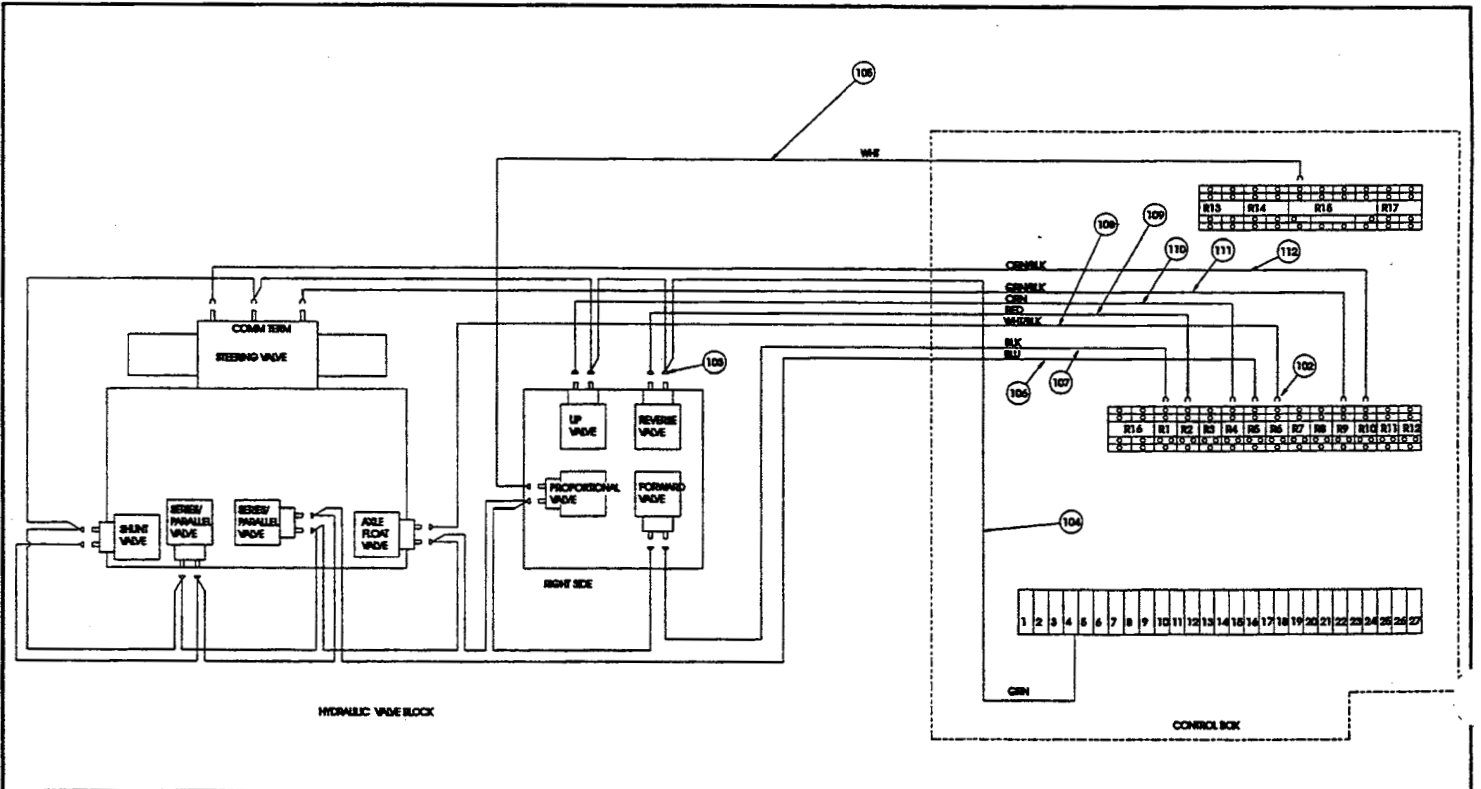 105
WHT
R13 R14 R15 R17
108
109
110
111
112
ORN/BLK
GRN/BLK
ORN
RED
WHT/BLK
BLK
BLU
106
107
102
103
COMM TERM
STEERING VALVE
UP
VALVE
REVERSE
VALVE
R16 R1 R2 R3 R4 R5 R6 R7 R8 R9 R10 R11 R12
PROPORTIONAL
VALVE
FORWARD
VALVE
SHUNT
VALVE
SERIES/
PARALLEL
VALVE
SERIES/
PARALLEL
VALVE
AXLE
FLOAT
VALVE
104
RIGHT SIDE
1 2 3 4 5 6 7 8 9 10 11 12 13 14 15 16 17 18 19 20 21 22 23 24 25 26 27
GRN
HYDRAULIC VALVE BLOCK
CONTROL BOX